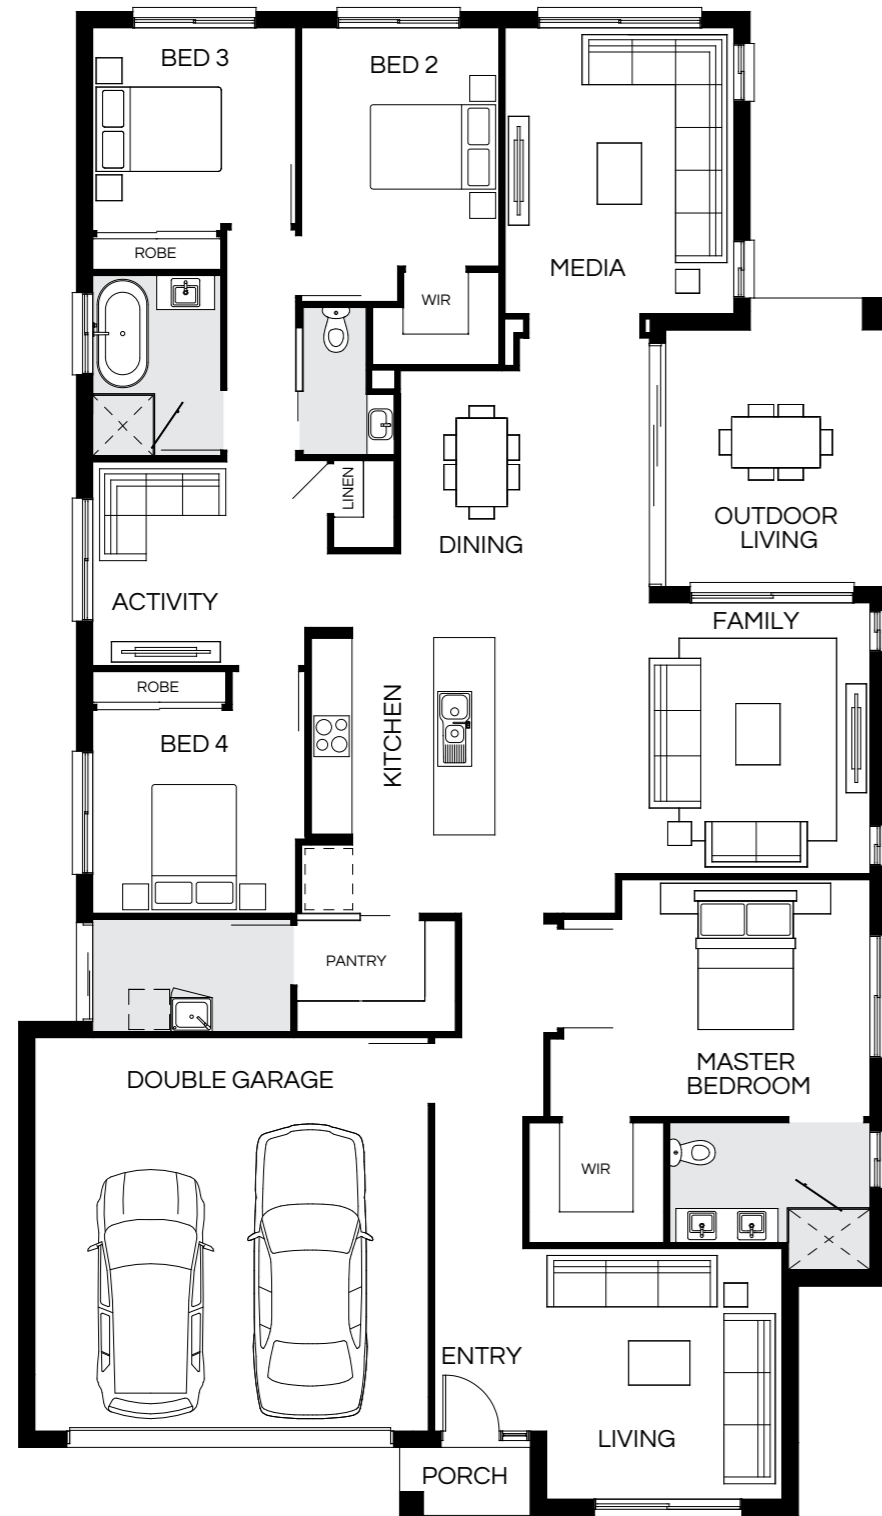 BED 3
BED 2
ROBE
MEDIA
WIR
LINEN
OUTDOOR
LIVING
DINING
ACTIVITY
FAMILY
ROBE
KITCHEN
BED 4
PANTRY
MASTER
BEDROOM
DOUBLE GARAGE
WIR
ENTRY
LIVING
PORCH